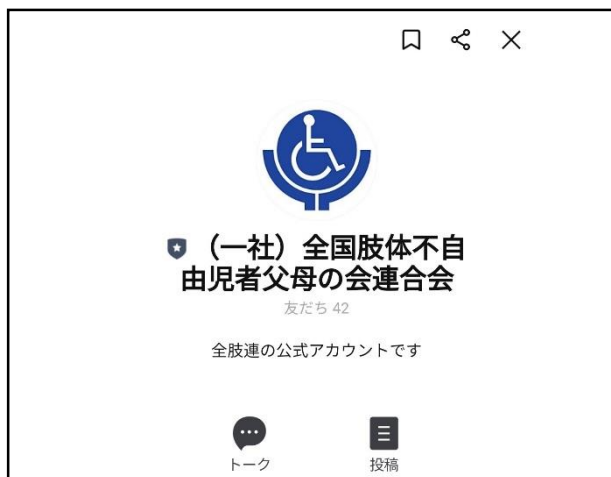 （一社）全国肢体不自
由児者父母の会連合会
友だち 42
全肢連の公式アカウントです
トーク
投稿